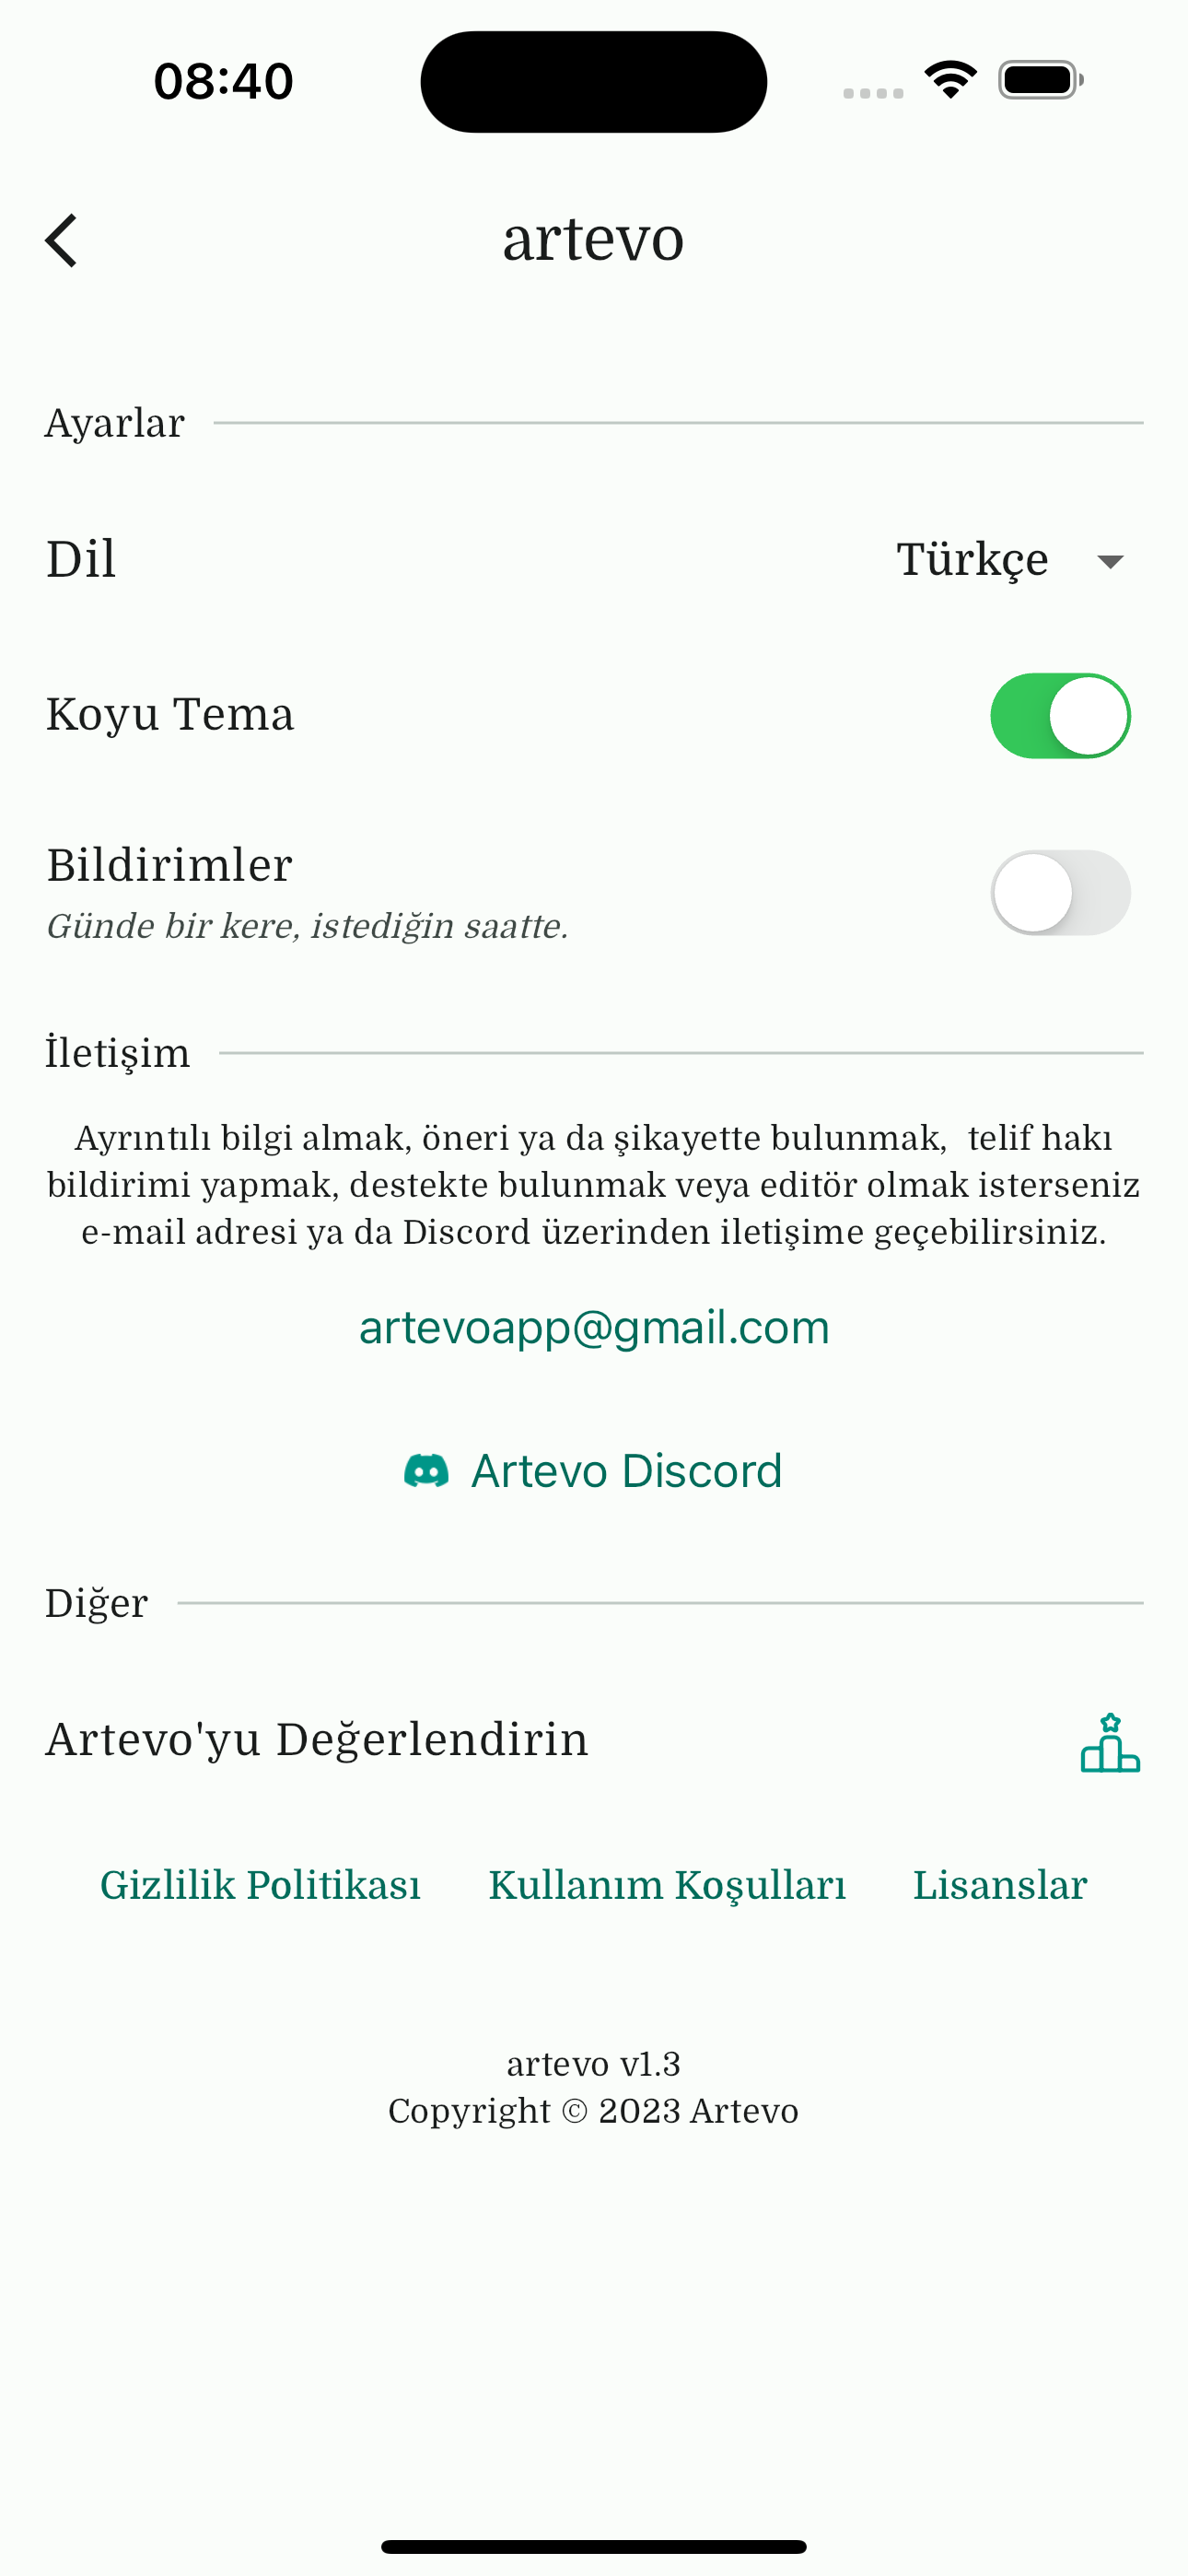 08:40
artevo
Ayarlar
Dil
Türkçe
Koyu Tema
Bildirimler
Günde bir kere, istediğin saatte.
İletişim
Ayrıntılı bilgi almak, öneri ya da şikayette bulunmak,  telif hakı
bildirimi yapmak, destekte bulunmak veya editör olmak isterseniz
e-mail adresi ya da Discord üzerinden iletişime geçebilirsiniz.
artevoapp@gmail.com
Artevo Discord
Diğer
Artevo'yu Değerlendirin
Gizlilik Politikası
Kullanım Koşulları
Lisanslar
artevo v1.3
Copyright © 2023 Artevo